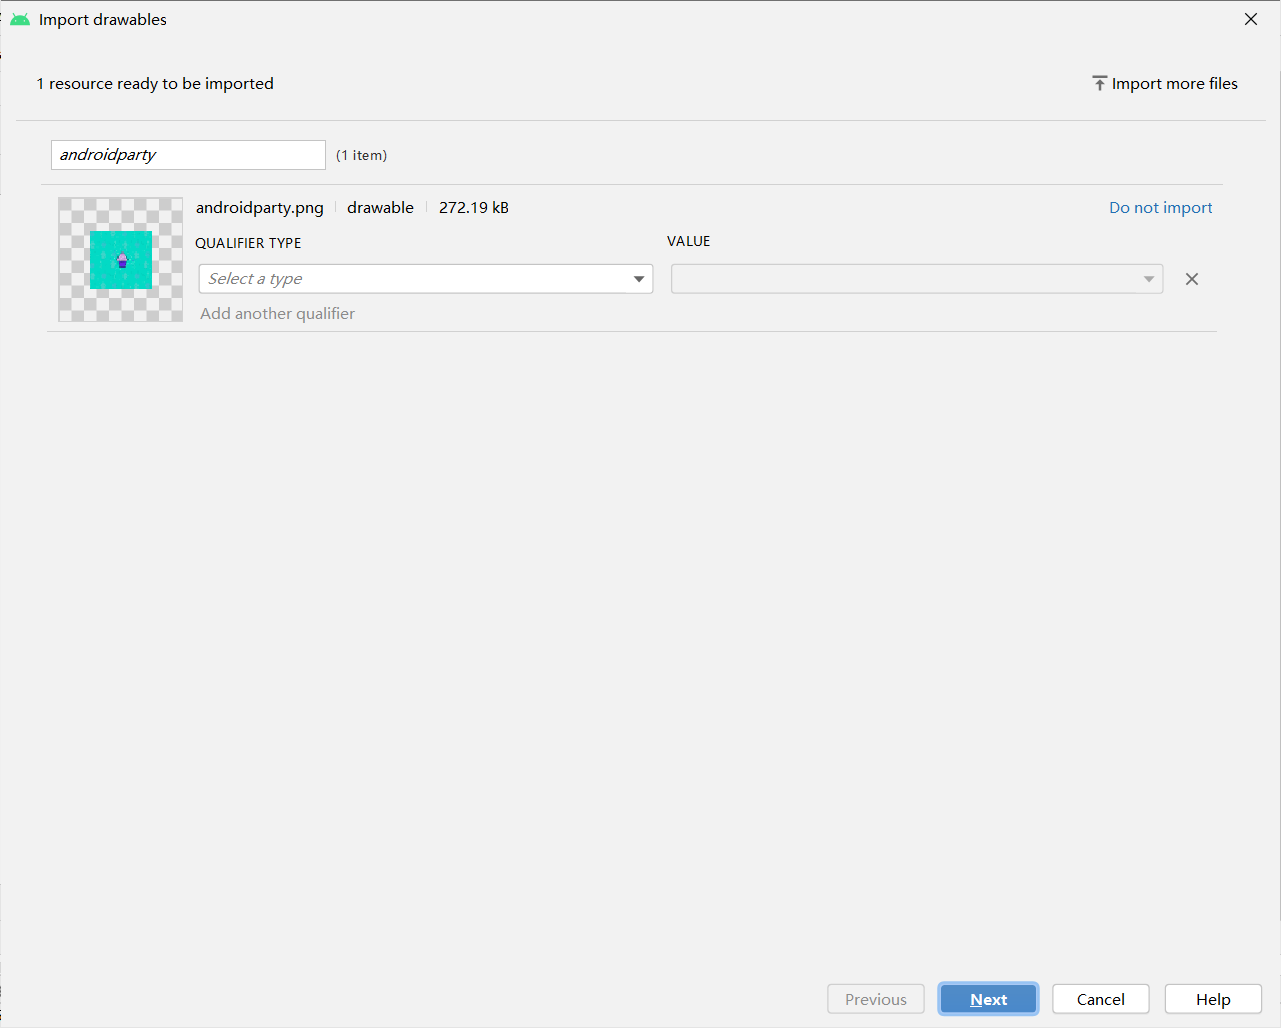 Import drawables
1 resource ready to be imported
Import more files
androidparty (1 item)
androidparty.png drawable 272.19 kB
Do not import
QUALIFIER TYPE VALUE
Select a type
Add another qualifier
Previous Next Cancel Help